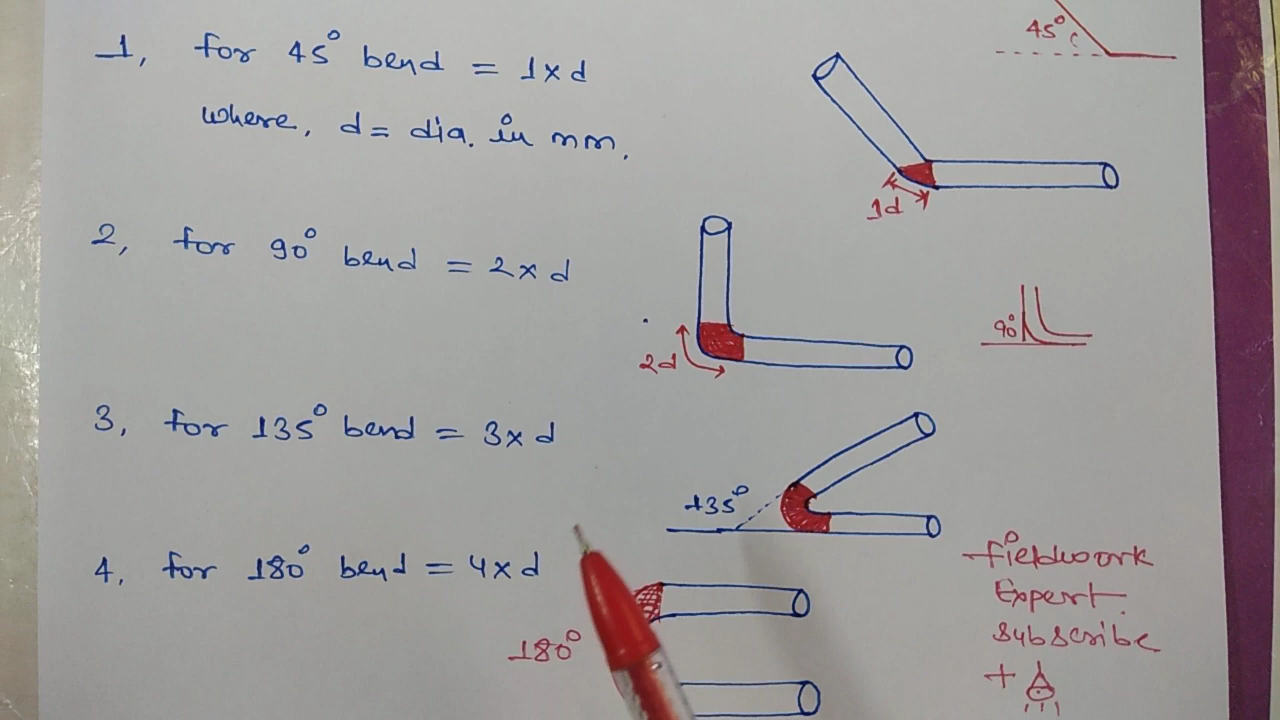 45°
1, for 45° bend = 1 x d
where, d = dia. in mm.
1d
2, for 90° bend = 2 x d
90°
2d
3, for 135° bend = 3 x d
135°
4, for 180° bend = 4 x d
180°
fieldwork
Expert.
Subscribe
+